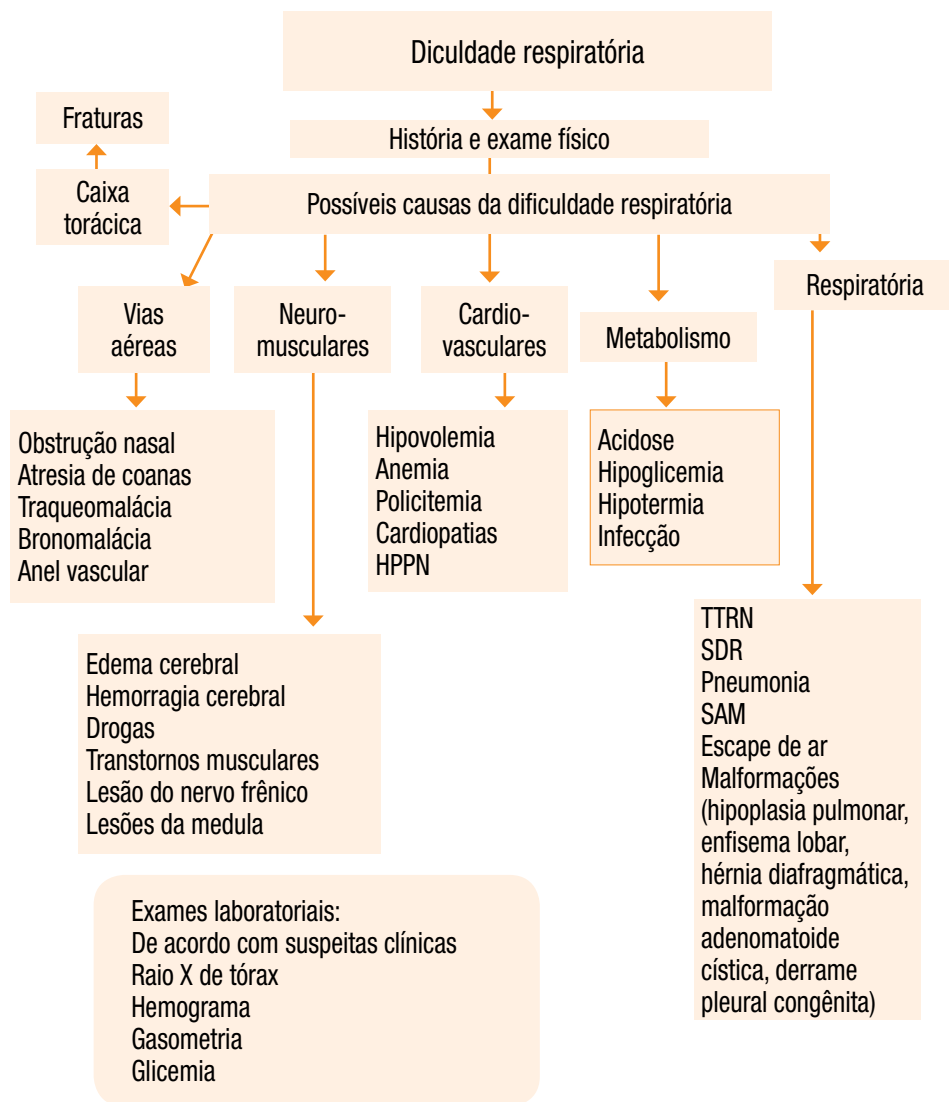 Diculdade respiratória
História e exame físico
Fraturas
Caixa
torácica
Possíveis causas da dificuldade respiratória
Vias
aéreas
Neuro-
musculares
Cardio-
vasculares
Metabolismo
Respiratória
Obstrução nasal
Atresia de coanas
Traqueomalácia
Bronomalácia
Anel vascular
Edema cerebral
Hemorragia cerebral
Drogas
Transtornos musculares
Lesão do nervo frênico
Lesões da medula
Hipovolemia
Anemia
Policitemia
Cardiopatias
HPPN
Acidose
Hipoglicemia
Hipotermia
Infecção
TTRN
SDR
Pneumonia
SAM
Escape de ar
Malformações
(hipoplasia pulmonar,
enfisema lobar,
hérnia diafragmática,
malformação
adenomatoide
cística, derrame
pleural congênita)
Exames laboratoriais:
De acordo com suspeitas clínicas
Raio X de tórax
Hemograma
Gasometria
Glicemia